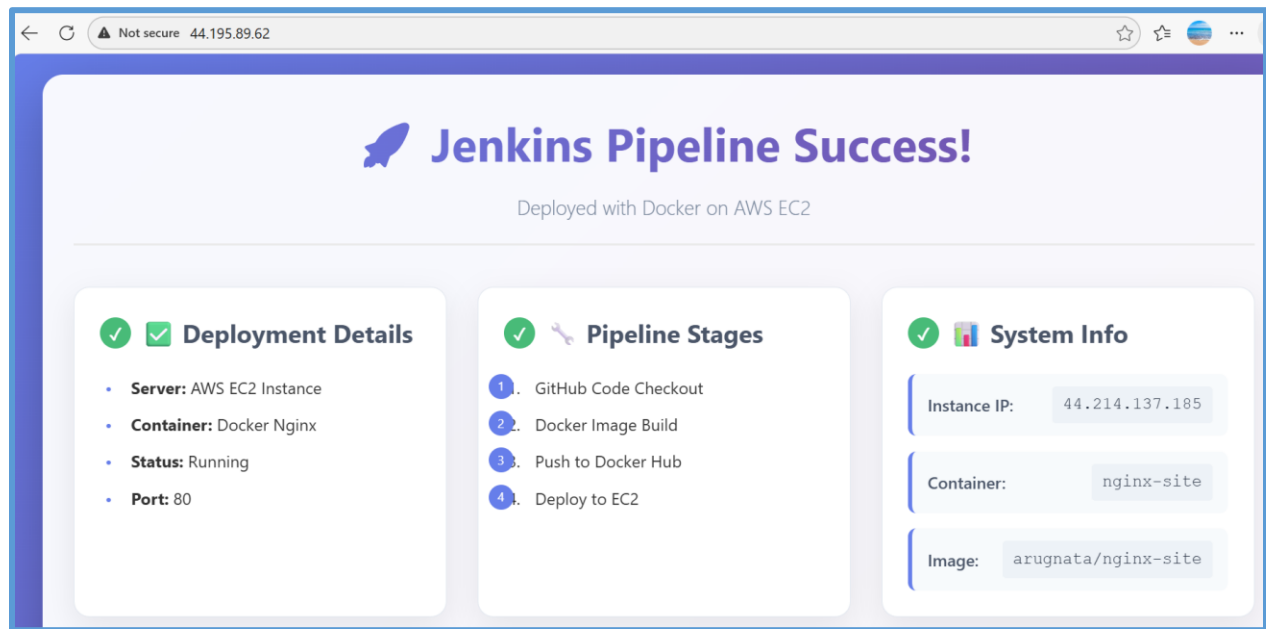 Not secure 44.195.89.62
Jenkins Pipeline Success!
Deployed with Docker on AWS EC2
Deployment Details
• Server: AWS EC2 Instance
• Container: Docker Nginx
• Status: Running
• Port: 80
Pipeline Stages
1. GitHub Code Checkout
2. Docker Image Build
3. Push to Docker Hub
4. Deploy to EC2
System Info
Instance IP: 44.214.137.185
Container: nginx-site
Image: arugnata/nginx-site